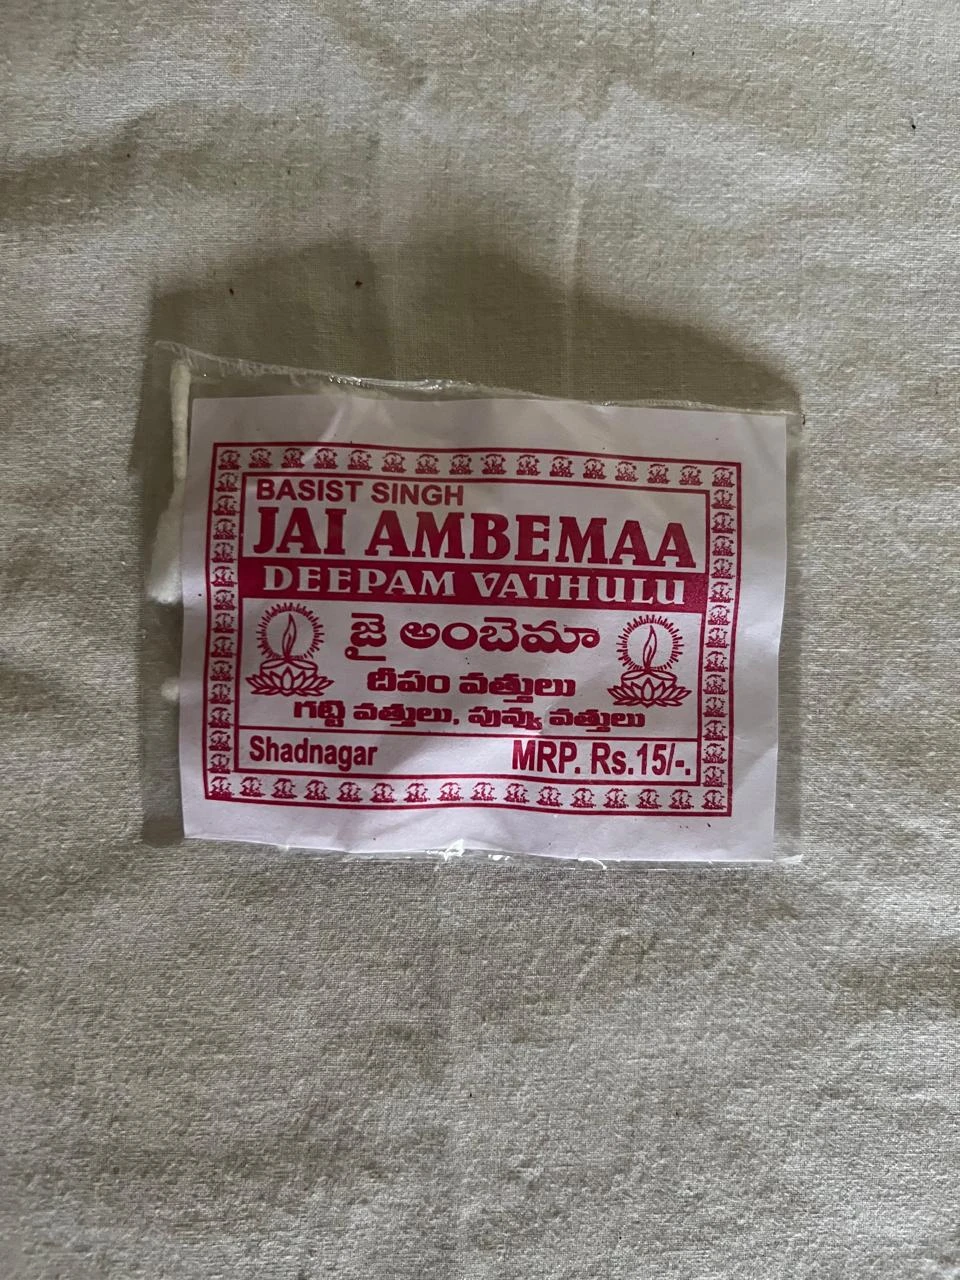 BASIST SINGH
JAI AMBEMAA
DEEPAM VATHULU
జై అంబెమా
దీపం వత్తులు
గట్టి వత్తులు, పువ్వు వత్తులు
Shadnagar MRP. Rs.15/-.